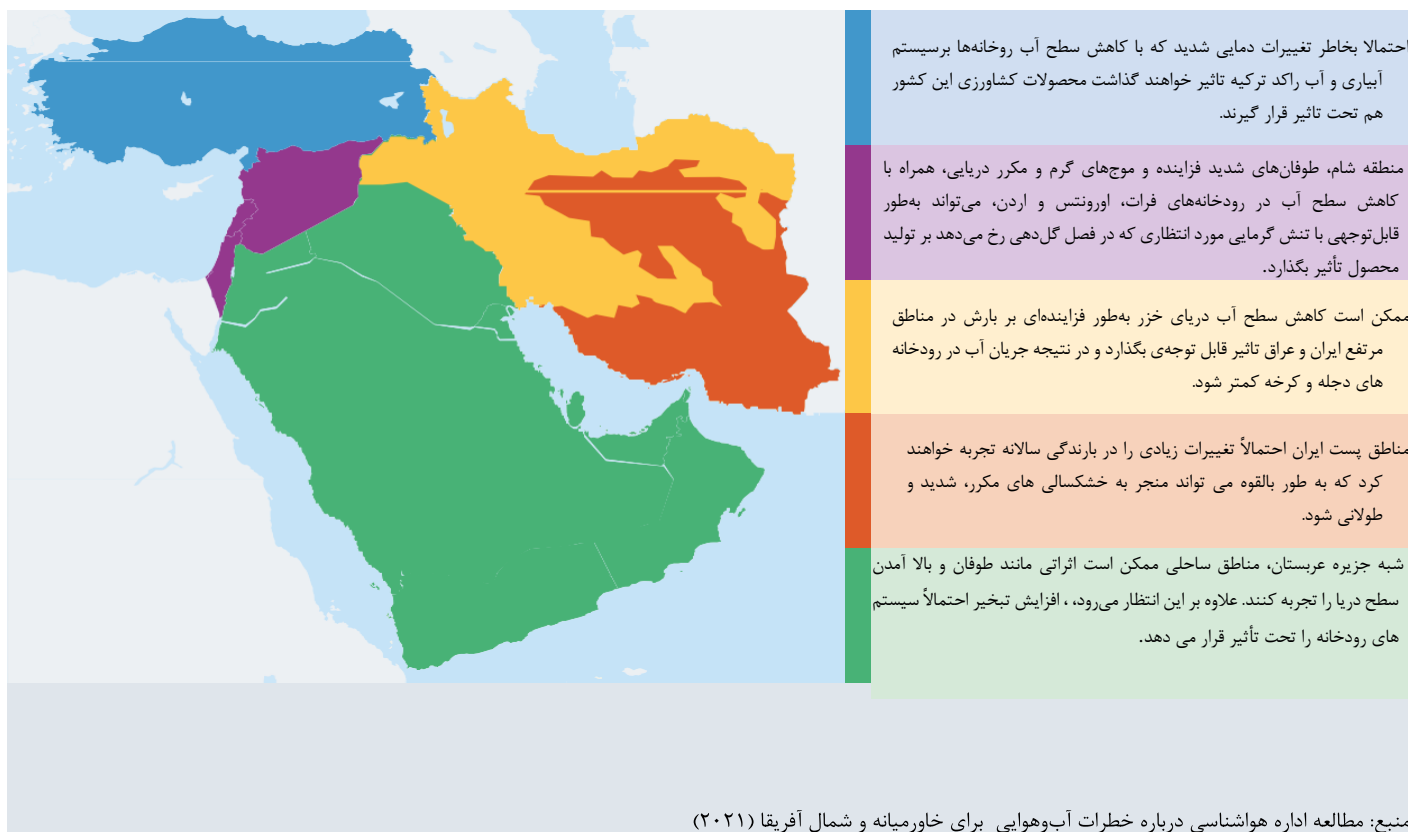 احتمالا بخاطر تغییرات دمایی شدید که با کاهش سطح آب روخانه‌ها برسیستم
آبیاری و آب راکد ترکیه تاثیر خواهند گذاشت محصولات کشاورزی این کشور
هم تحت تاثیر قرار گیرند.
منطقه شام، طوفان‌های شدید فزاینده و موج‌های گرم و مکرر دریایی، همراه با
کاهش سطح آب در رودخانه‌های فرات، اورونتس و اردن، می‌تواند به‌طور
قابل‌توجهی با تنش گرمایی مورد انتظاری که در فصل گل‌دهی رخ می‌دهد بر تولید
محصول تأثیر بگذارد.
ممکن است کاهش سطح آب دریای خزر به‌طور فزاینده‌ای بر بارش در مناطق
مرتفع ایران و عراق تاثیر قابل توجه‌ی بگذارد و در نتیجه جریان آب در رودخانه
های دجله و کرخه کمتر شود.
مناطق پست ایران احتمالاً تغییرات زیادی را در بارندگی سالانه تجربه خواهند
کرد که به طور بالقوه می تواند منجر به خشکسالی های مکرر، شدید و
طولانی شود.
شبه جزیره عربستان، مناطق ساحلی ممکن است اثراتی مانند طوفان و بالا آمدن
سطح دریا را تجربه کنند. علاوه بر این انتظار می‌رود، ، افزایش تبخیر احتمالاً سیستم
های رودخانه را تحت تأثیر قرار می دهد.
منبع: مطالعه اداره هواشناسی درباره خطرات آب‌وهوایی برای خاورمیانه و شمال آفریقا (۲۰۲۱)